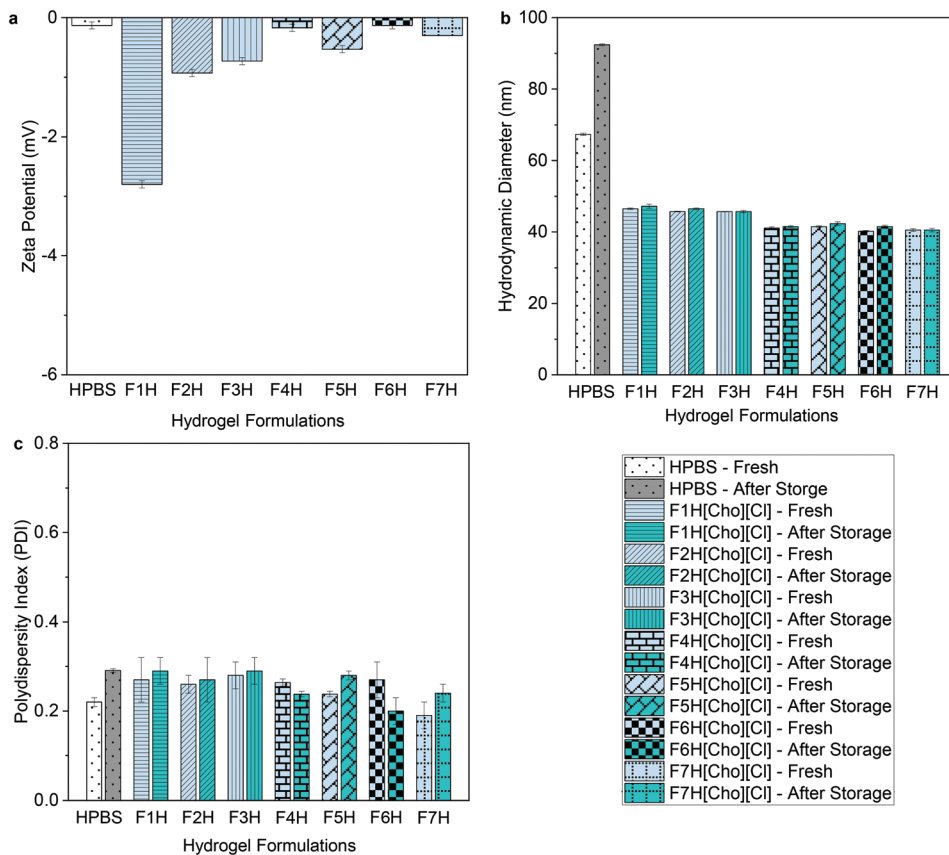 a
0
-2
-4
-6
Zeta Potential (mV)
HPBS F1H F2H F3H F4H F5H F6H F7H
Hydrogel Formulations
b
100
80
60
40
20
0
Hydrodynamic Diameter (nm)
HPBS F1H F2H F3H F4H F5H F6H F7H
Hydrogel Formulations
c
0.8
0.6
0.4
0.2
0.0
Polydispersity Index (PDI)
HPBS F1H F2H F3H F4H F5H F6H F7H
Hydrogel Formulations
HPBS - Fresh
HPBS - After Storge
F1H[Cho][Cl] - Fresh
F1H[Cho][Cl] - After Storage
F2H[Cho][Cl] - Fresh
F2H[Cho][Cl] - After Storage
F3H[Cho][Cl] - Fresh
F3H[Cho][Cl] - After Storage
F4H[Cho][Cl] - Fresh
F4H[Cho][Cl] - After Storage
F5H[Cho][Cl] - Fresh
F5H[Cho][Cl] - After Storage
F6H[Cho][Cl] - Fresh
F6H[Cho][Cl] - After Storage
F7H[Cho][Cl] - Fresh
F7H[Cho][Cl] - After Storage